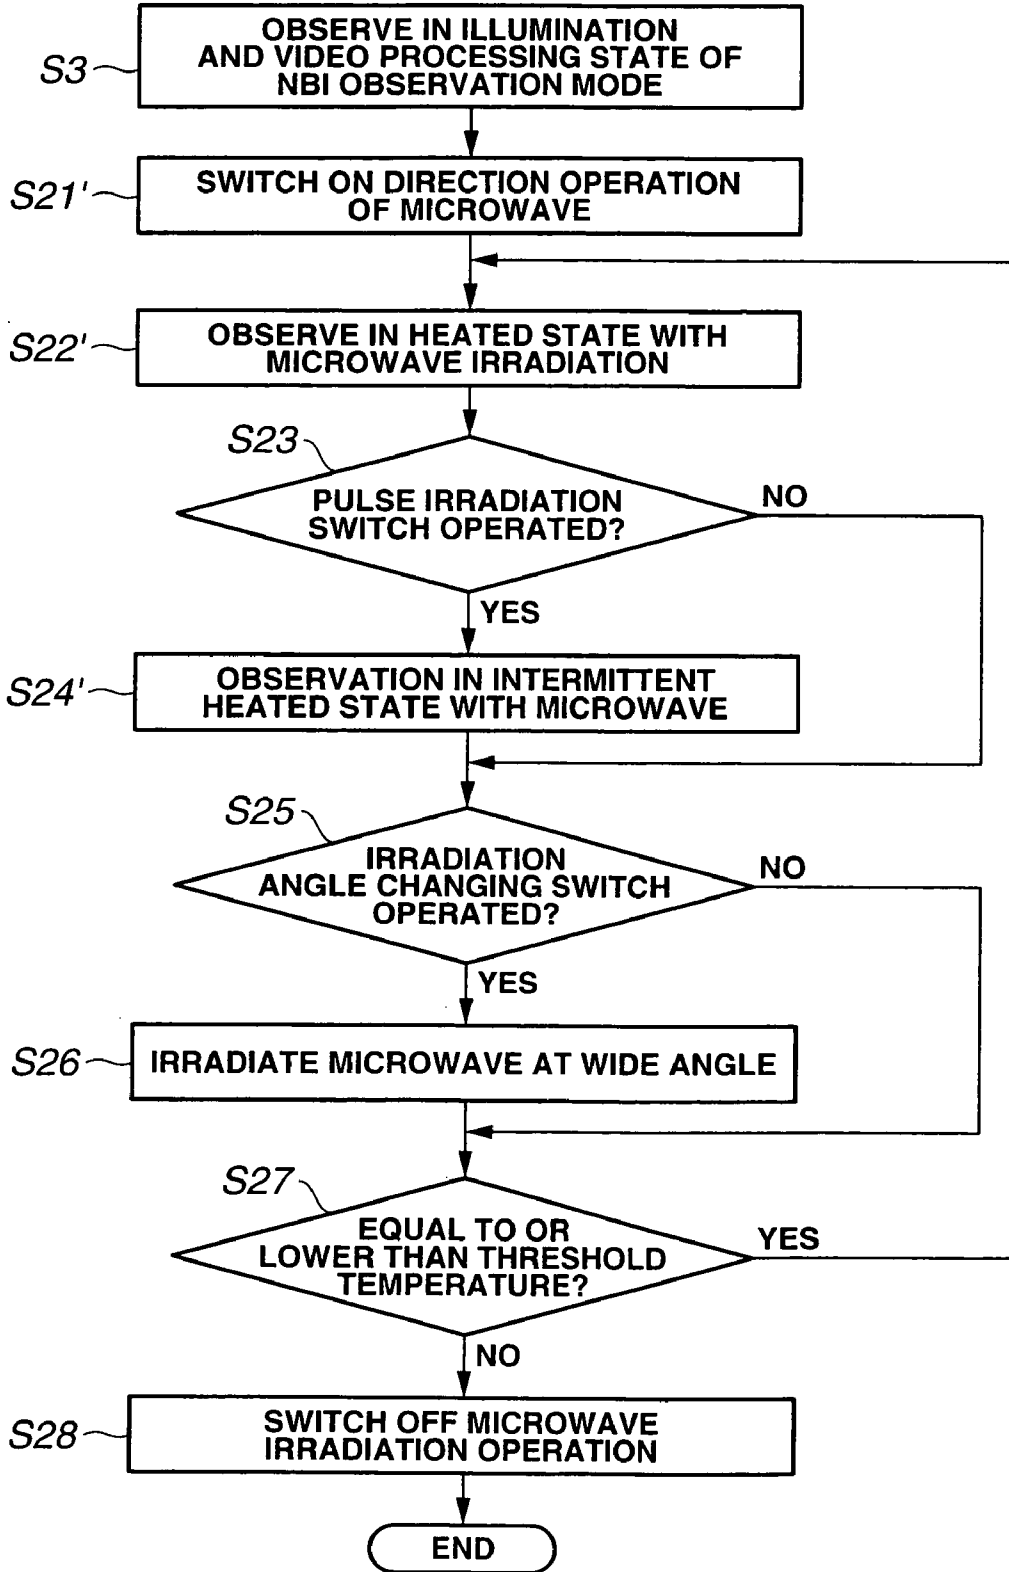 OBSERVE IN ILLUMINATION
AND VIDEO PROCESSING STATE OF
NBI OBSERVATION MODE
S3
SWITCH ON DIRECTION OPERATION
OF MICROWAVE
S21'
OBSERVE IN HEATED STATE WITH
MICROWAVE IRRADIATION
S22'
S23
PULSE IRRADIATION
SWITCH OPERATED?
NO
YES
OBSERVATION IN INTERMITTENT
HEATED STATE WITH MICROWAVE
S24'
S25
IRRADIATION
ANGLE CHANGING SWITCH
OPERATED?
NO
YES
S26
IRRADIATE MICROWAVE AT WIDE ANGLE
S27
EQUAL TO OR
LOWER THAN THRESHOLD
TEMPERATURE?
YES
NO
SWITCH OFF MICROWAVE
IRRADIATION OPERATION
S28
END